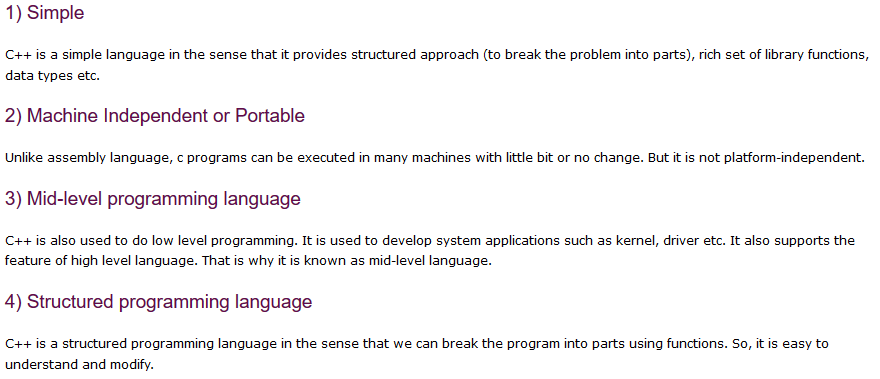 1) Simple
C++ is a simple language in the sense that it provides structured approach (to break the problem into parts), rich set of library functions,
data types etc.
2) Machine Independent or Portable
Unlike assembly language, c programs can be executed in many machines with little bit or no change. But it is not platform-independent.
3) Mid-level programming language
C++ is also used to do low level programming. It is used to develop system applications such as kernel, driver etc. It also supports the
feature of high level language. That is why it is known as mid-level language.
4) Structured programming language
C++ is a structured programming language in the sense that we can break the program into parts using functions. So, it is easy to
understand and modify.